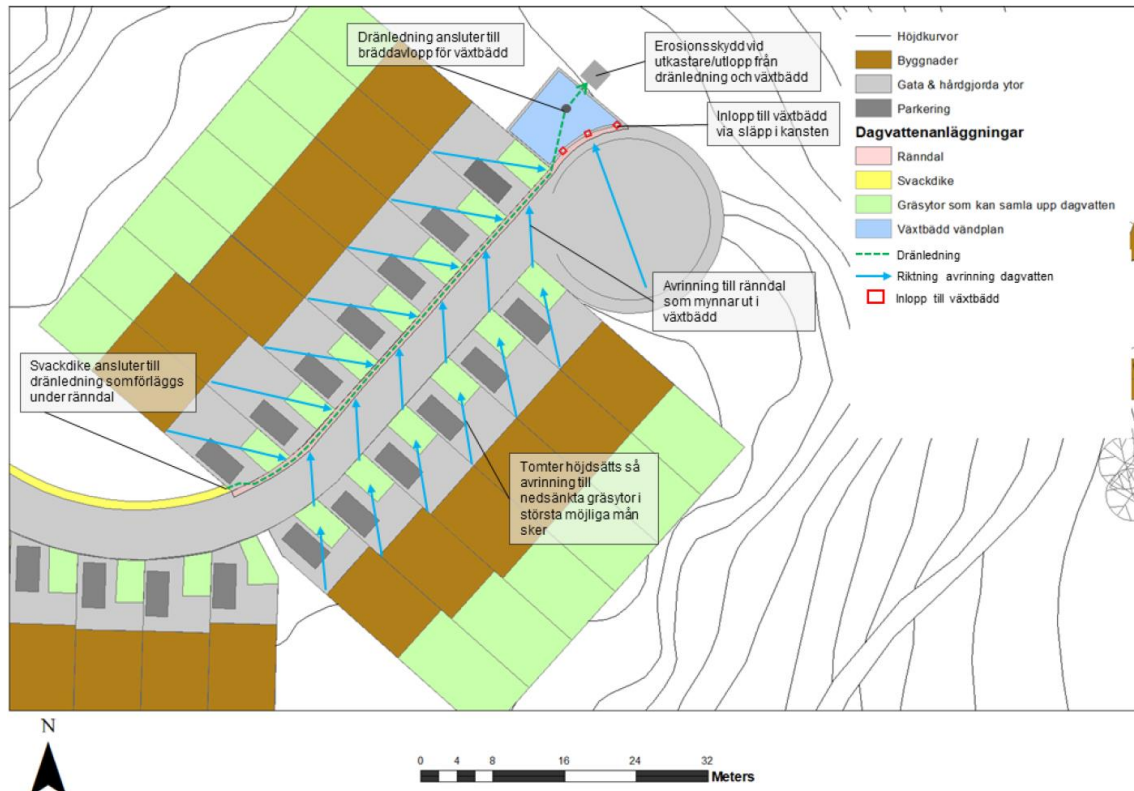 Dränledning ansluter till
bräddavlopp för växtbädd
Erosionsskydd vid
utkastare/utlopp från
dränledning och växtbädd
Inlopp till växtbädd
via släpp i kansten
Avrinning till ränndal
som mynnar ut i
växtbädd
Svackdike ansluter till
dränledning som förläggs
under ränndal
Tomter höjdsätts så
avrinning till
nedsänkta gräsytor i
största möjliga mån
sker
Höjdkurvor
Byggnader
Gata & hårdgjorda ytor
Parkering
Dagvattenanläggningar
Ränndal
Svackdike
Gräsytor som kan samla upp dagvatten
Växtbädd vändplan
Dränledning
Riktning avrinning dagvatten
Inlopp till växtbädd
N
0 4 8 16 24 32
Meters